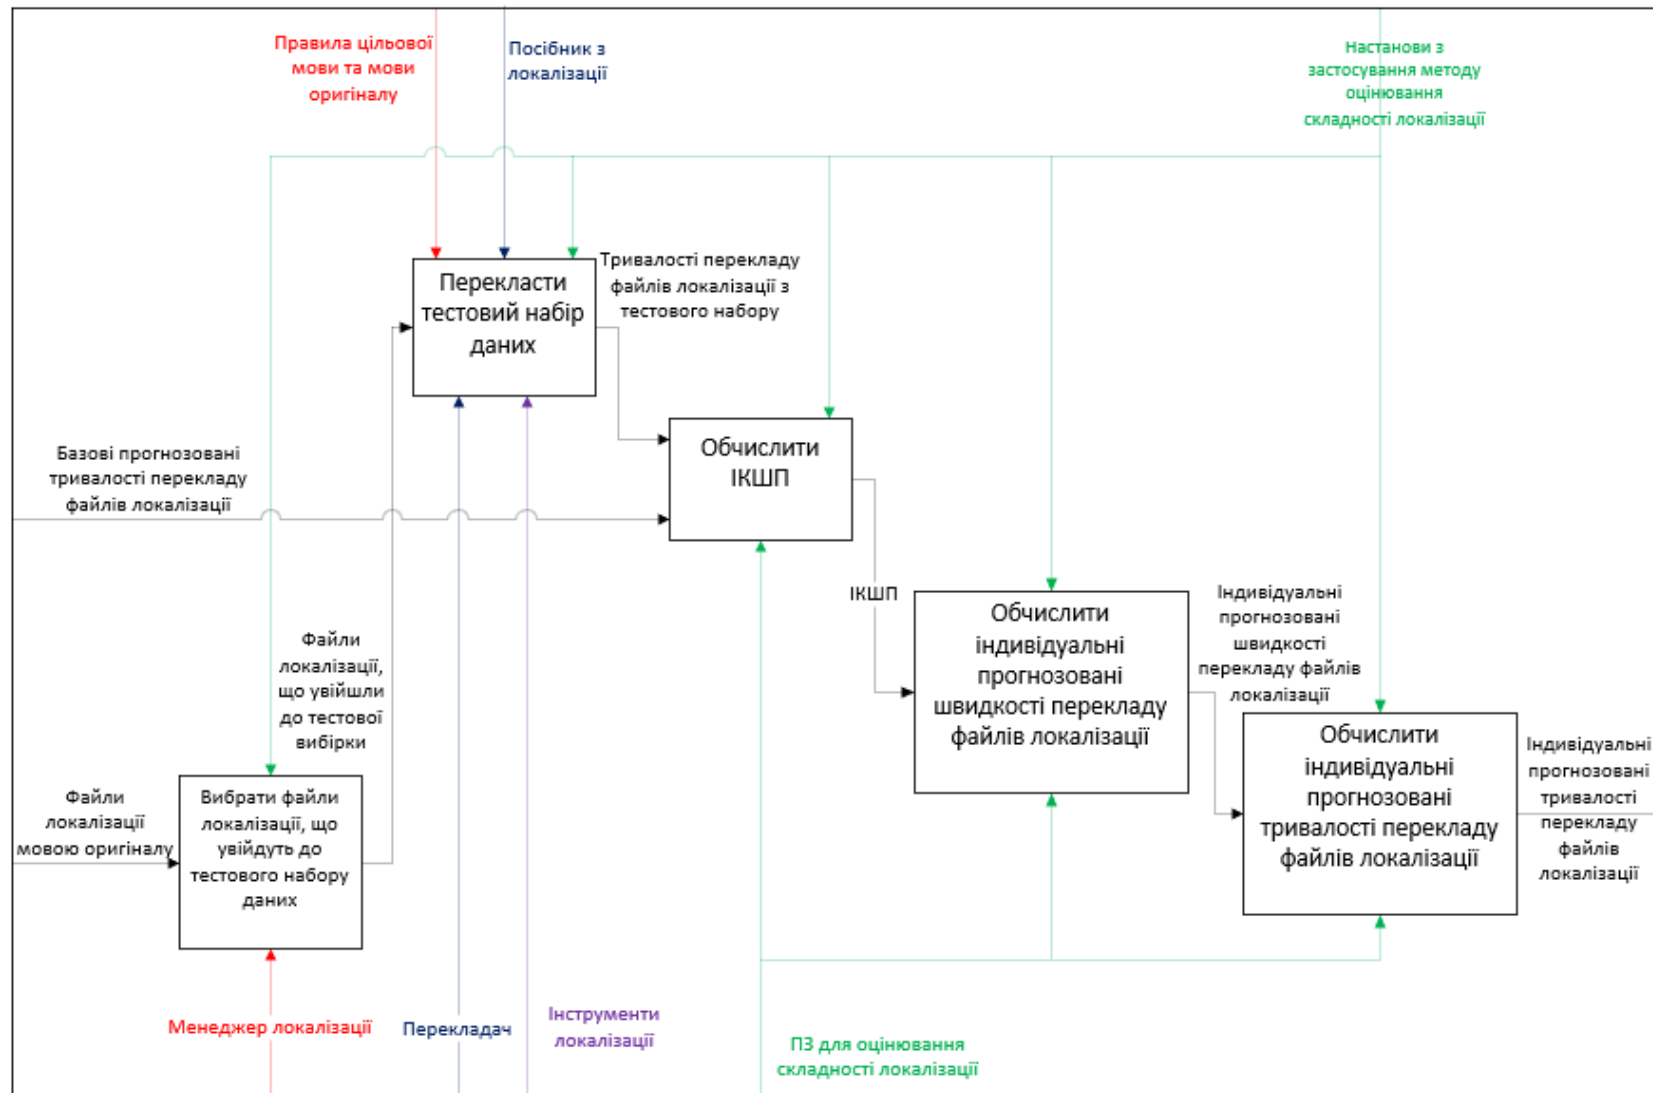 Правила цільової
мови та мови
оригіналу
Посібник з
локалізації
Настанови з
застосування методу
оцінювання
складності локалізації
Перекласти
тестовий набір
даних
Тривалості перекладу
файлів локалізації з
тестового набору
Базові прогнозовані
тривалості перекладу
файлів локалізації
Обчислити
ІКШП
ІКШП
Файли
локалізації,
що увійшли
до тестової
вибірки
Обчислити
індивідуальні
прогнозовані
швидкості перекладу
файлів локалізації
Індивідуальні
прогнозовані
швидкості
перекладу файлів
локалізації
Файли
локалізації
мовою оригіналу
Вибрати файли
локалізації, що
увійдуть до
тестового набору
даних
Обчислити
індивідуальні
прогнозовані
тривалості перекладу
файлів локалізації
Індивідуальні
прогнозовані
тривалості
перекладу
файлів
локалізації
Менеджер локалізації
Перекладач
Інструменти
локалізації
ПЗ для оцінювання
складності локалізації